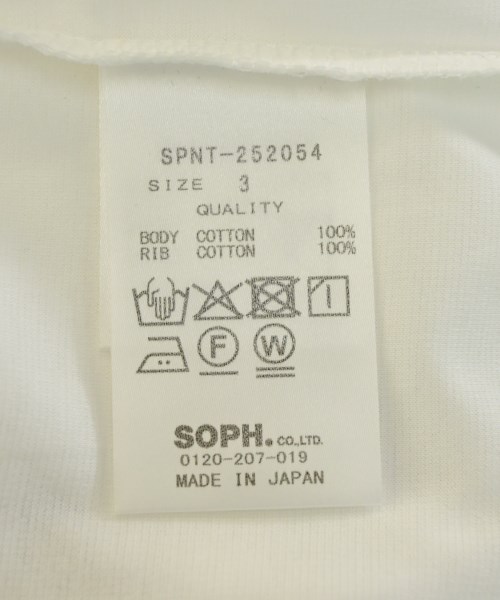 SPNT-252054
SIZE 3
QUALITY
BODY COTTON 100%
RIB COTTON 100%
F W
SOPH. CO.,LTD.
0120-207-019
MADE IN JAPAN